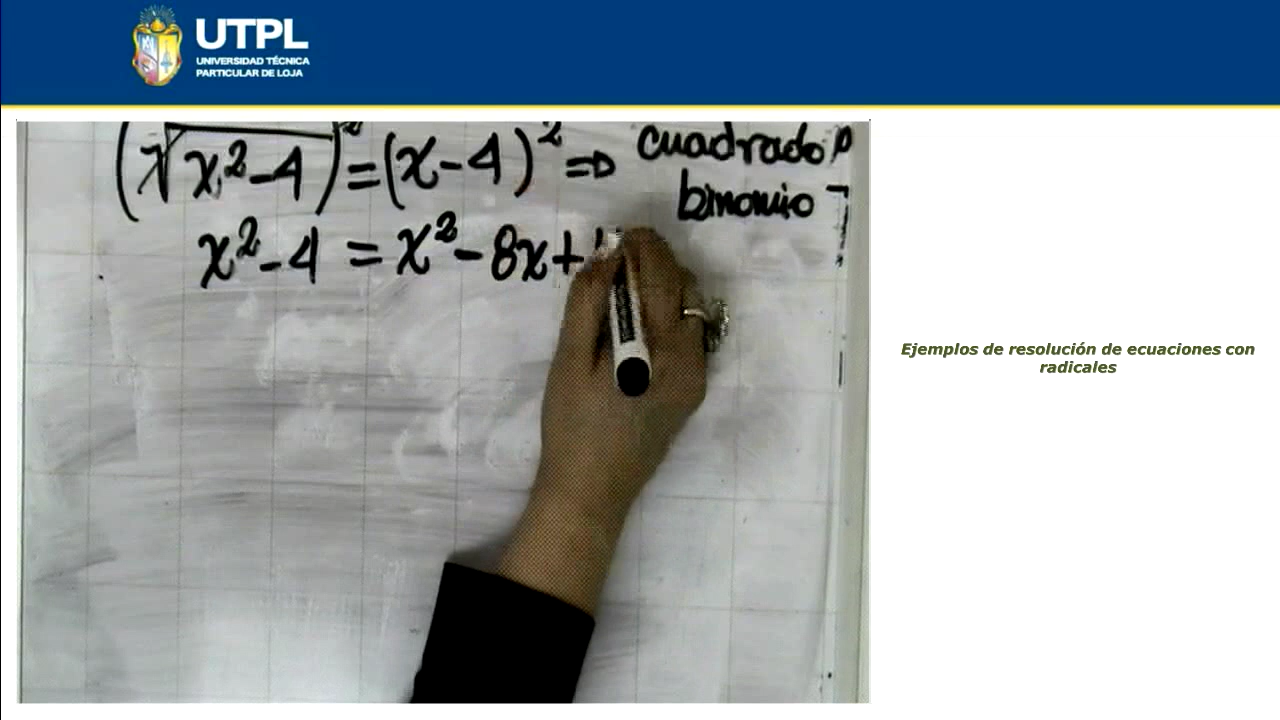 UTPL
UNIVERSIDAD TÉCNICA
PARTICULAR DE LOJA
(√x²-4)² = (x-4)² ⇒ cuadrado
binomio
x²-4 = x²-8x+
Ejemplos de resolución de ecuaciones con
radicales